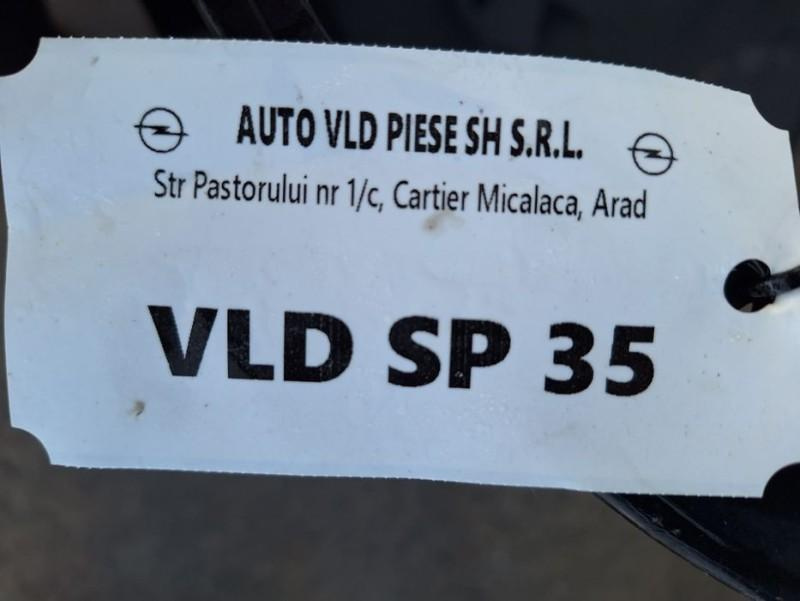 AUTO VLD PIESE SH S.R.L.
Str Pastorului nr 1/c, Cartier Micalaca, Arad
VLD SP 35